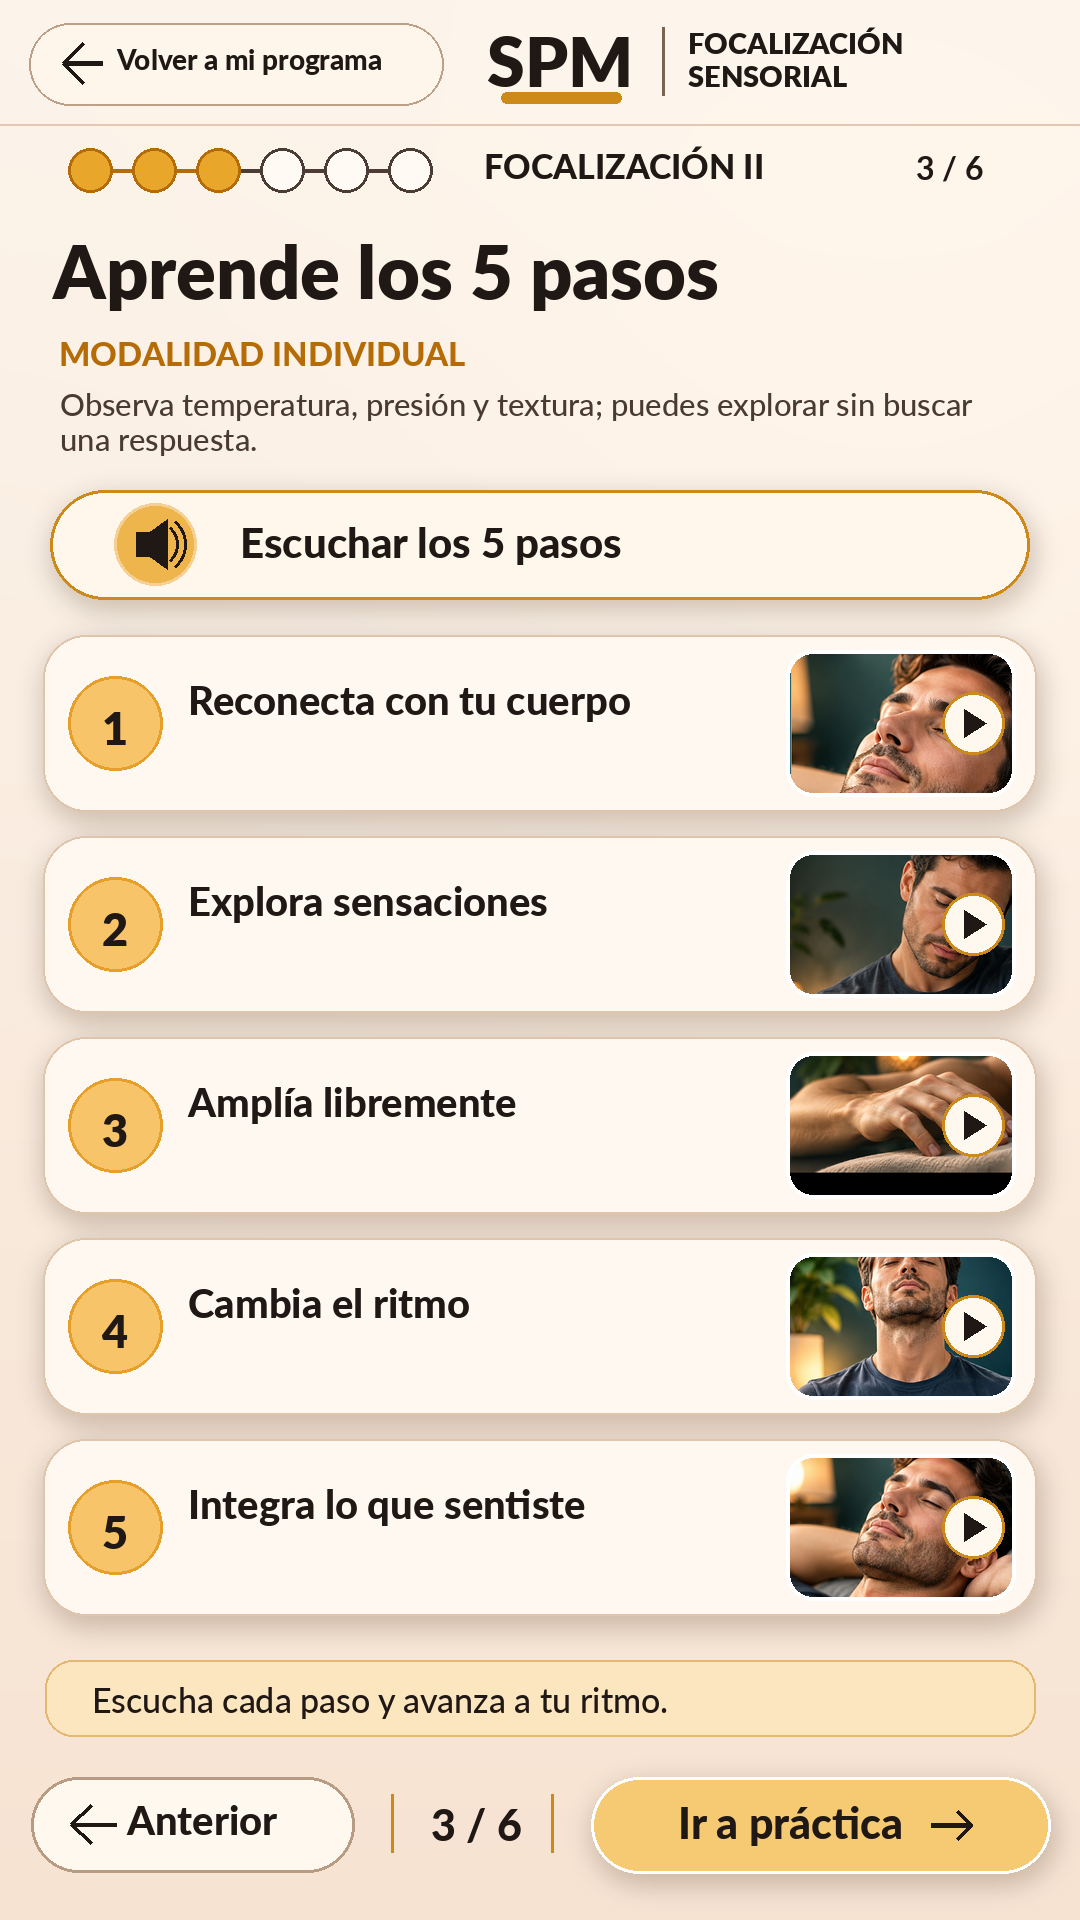 Volver a mi programa
SPM
FOCALIZACIÓN
SENSORIAL
FOCALIZACIÓN II
3 / 6
Aprende los 5 pasos
MODALIDAD INDIVIDUAL
Observa temperatura, presión y textura; puedes explorar sin buscar
una respuesta.
Escuchar los 5 pasos
1
Reconecta con tu cuerpo
2
Explora sensaciones
3
Amplía libremente
4
Cambia el ritmo
5
Integra lo que sentiste
Escucha cada paso y avanza a tu ritmo.
Anterior
3 / 6
Ir a práctica